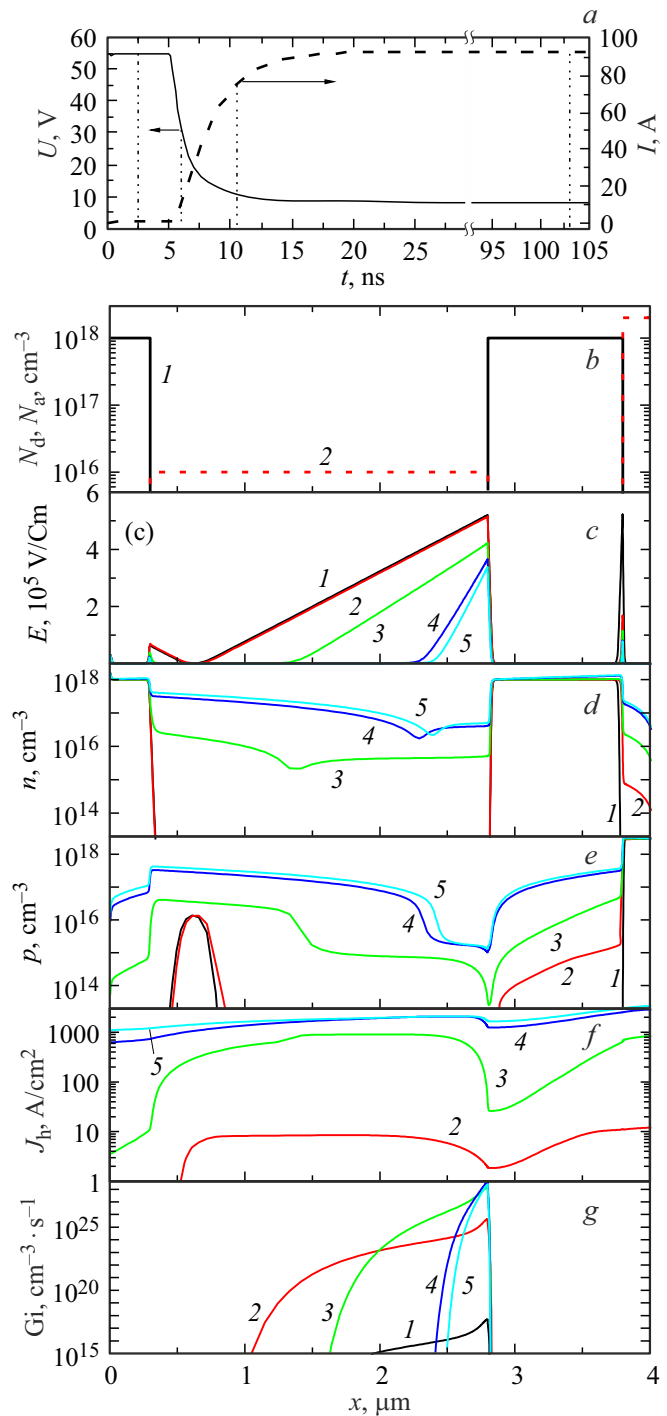 a
60
50
40
30
20
10
0
U, V
100
80
60
40
20
0
I, A
0 5 10 15 20 25 95 100 105
t, ns
b
10^18
10^17
10^16
N_d, N_a, cm^−3
1
2
(c)
c
6
4
2
E, 10^5 V/Cm
1
2
3
4
5
d
10^18
10^16
10^14
n, cm^−3
5
4
3
1
2
e
10^18
10^16
10^14
p, cm^−3
5
4
3
2
1
f
1000
100
10
1
J_h, A/cm^2
5
4
3
2
g
1
10^25
10^20
10^15
Gi, cm^−3 · s^−1
2
3
4
5
1
0 1 2 3 4
x, μm